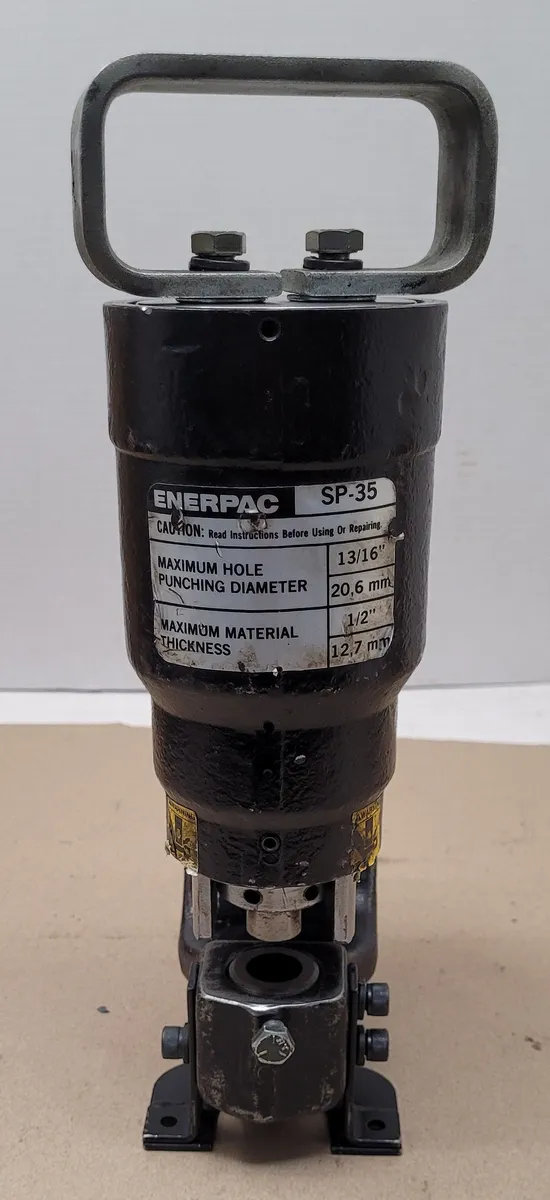 ENERPAC SP-35
CAUTION: Read Instructions Before Using Or Repairing.
MAXIMUM HOLE
PUNCHING DIAMETER
13/16"
20,6 mm
MAXIMUM MATERIAL
THICKNESS
1/2"
12,7 mm
WARNING